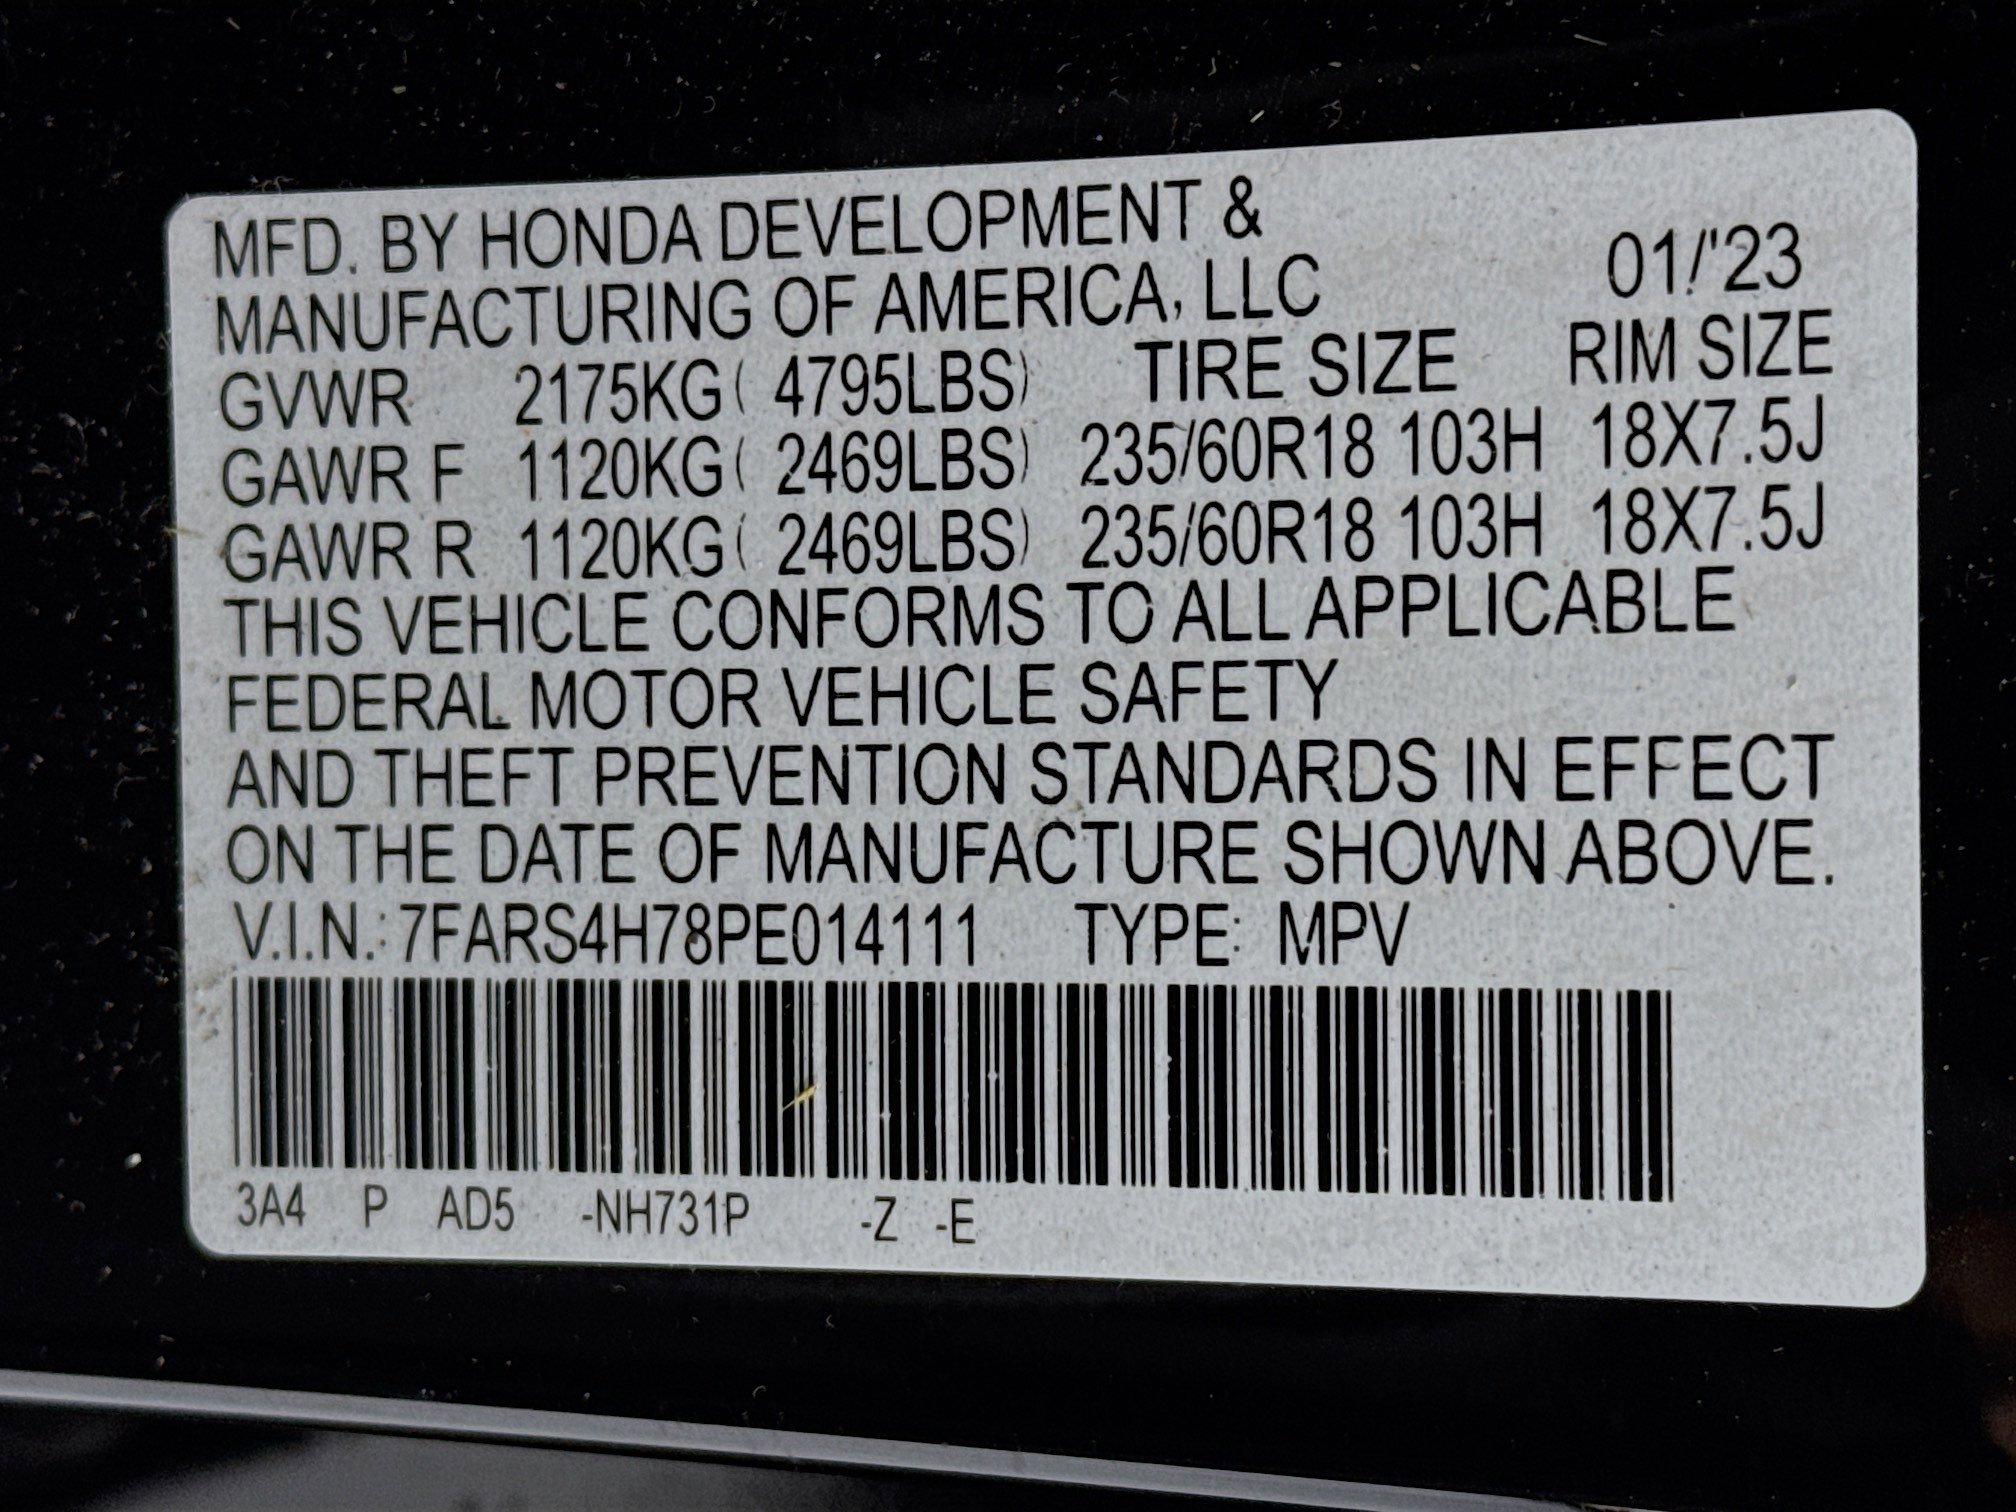 MFD. BY HONDA DEVELOPMENT &
MANUFACTURING OF AMERICA, LLC 01/'23
GVWR 2175KG( 4795LBS) TIRE SIZE RIM SIZE
GAWR F 1120KG( 2469LBS) 235/60R18 103H 18X7.5J
GAWR R 1120KG( 2469LBS) 235/60R18 103H 18X7.5J
THIS VEHICLE CONFORMS TO ALL APPLICABLE
FEDERAL MOTOR VEHICLE SAFETY
AND THEFT PREVENTION STANDARDS IN EFFECT
ON THE DATE OF MANUFACTURE SHOWN ABOVE.
V.I.N.: 7FARS4H78PE014111 TYPE: MPV
3A4 P AD5 -NH731P -Z -E